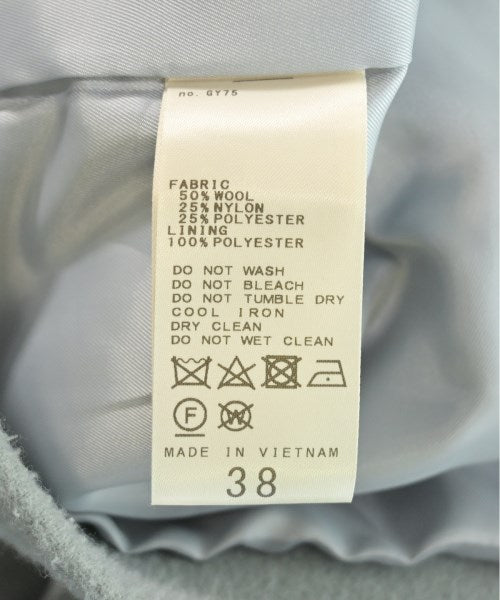 no. GY75
FABRIC
50% WOOL
25% NYLON
25% POLYESTER
LINING
100% POLYESTER
DO NOT WASH
DO NOT BLEACH
DO NOT TUMBLE DRY
COOL IRON
DRY CLEAN
DO NOT WET CLEAN
F W
MADE IN VIETNAM
38